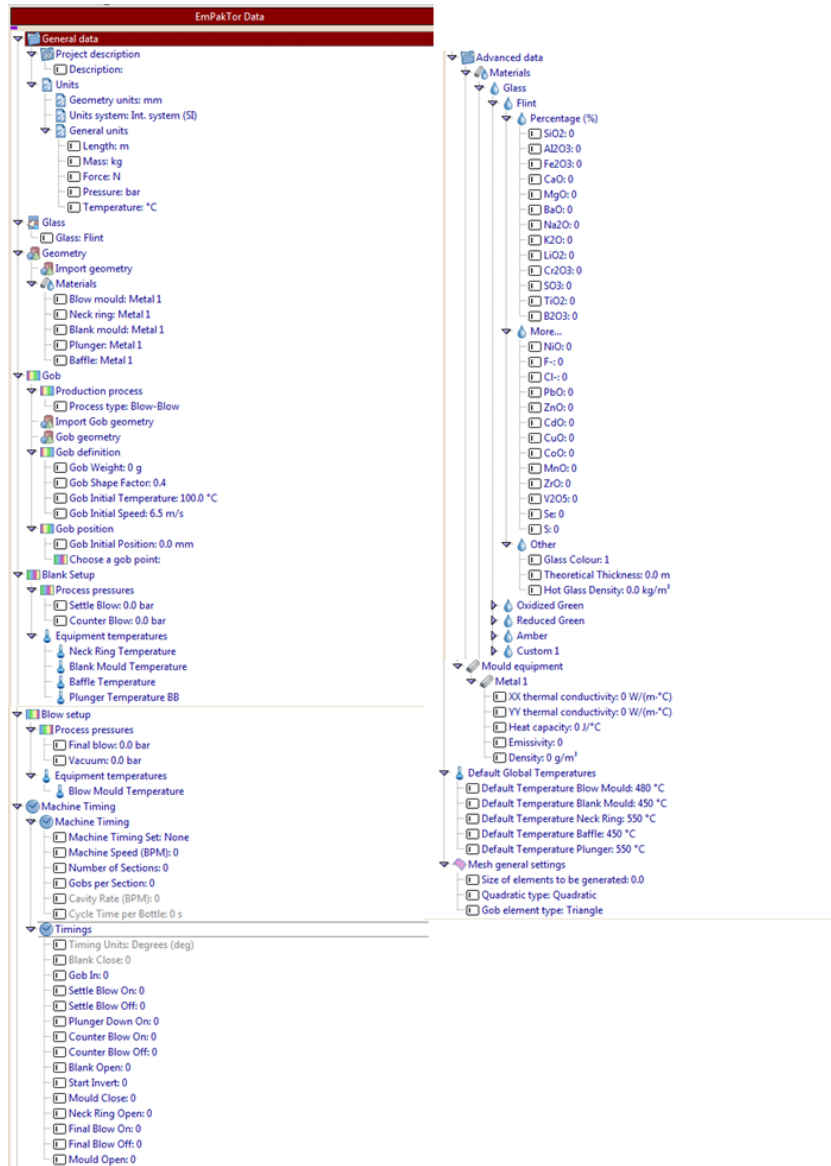 EmPakTor Data
General data
Project description
Description:
Units
Geometry units: mm
Units system: Int. system (SI)
General units
Length: m
Mass: kg
Force: N
Pressure: bar
Temperature: °C
Glass
Glass: Flint
Geometry
Import geometry
Materials
Blow mould: Metal 1
Neck ring: Metal 1
Blank mould: Metal 1
Plunger: Metal 1
Baffle: Metal 1
Gob
Production process
Process type: Blow-Blow
Import Gob geometry
Gob geometry
Gob definition
Gob Weight: 0 g
Gob Shape Factor: 0.4
Gob Initial Temperature: 100.0 °C
Gob Initial Speed: 6.5 m/s
Gob position
Gob Initial Position: 0.0 mm
Choose a gob point:
Blank Setup
Process pressures
Settle Blow: 0.0 bar
Counter Blow: 0.0 bar
Equipment temperatures
Neck Ring Temperature
Blank Mould Temperature
Baffle Temperature
Plunger Temperature BB
Blow setup
Process pressures
Final blow: 0.0 bar
Vacuum: 0.0 bar
Equipment temperatures
Blow Mould Temperature
Machine Timing
Machine Timing
Machine Timing Set: None
Machine Speed (BPM): 0
Number of Sections: 0
Gobs per Section: 0
Cavity Rate (BPM): 0
Cycle Time per Bottle: 0 s
Timings
Timing Units: Degrees (deg)
Blank Close: 0
Gob In: 0
Settle Blow On: 0
Settle Blow Off: 0
Plunger Down On: 0
Counter Blow On: 0
Counter Blow Off: 0
Blank Open: 0
Start Invert: 0
Mould Close: 0
Neck Ring Open: 0
Final Blow On: 0
Final Blow Off: 0
Mould Open: 0
Advanced data
Materials
Glass
Flint
Percentage (%)
SiO2: 0
Al2O3: 0
Fe2O3: 0
CaO: 0
MgO: 0
BaO: 0
Na2O: 0
K2O: 0
LiO2: 0
Cr2O3: 0
SO3: 0
TiO2: 0
B2O3: 0
More...
NiO: 0
F-: 0
Cl-: 0
PbO: 0
ZnO: 0
CdO: 0
CuO: 0
CoO: 0
MnO: 0
ZrO: 0
V2O5: 0
Se: 0
S: 0
Other
Glass Colour: 1
Theoretical Thickness: 0.0 m
Hot Glass Density: 0.0 kg/m³
Oxidized Green
Reduced Green
Amber
Custom 1
Mould equipment
Metal 1
XX thermal conductivity: 0 W/(m·°C)
YY thermal conductivity: 0 W/(m·°C)
Heat capacity: 0 J/°C
Emissivity: 0
Density: 0 g/m³
Default Global Temperatures
Default Temperature Blow Mould: 480 °C
Default Temperature Blank Mould: 450 °C
Default Temperature Neck Ring: 550 °C
Default Temperature Baffle: 450 °C
Default Temperature Plunger: 550 °C
Mesh general settings
Size of elements to be generated: 0.0
Quadratic type: Quadratic
Gob element type: Triangle